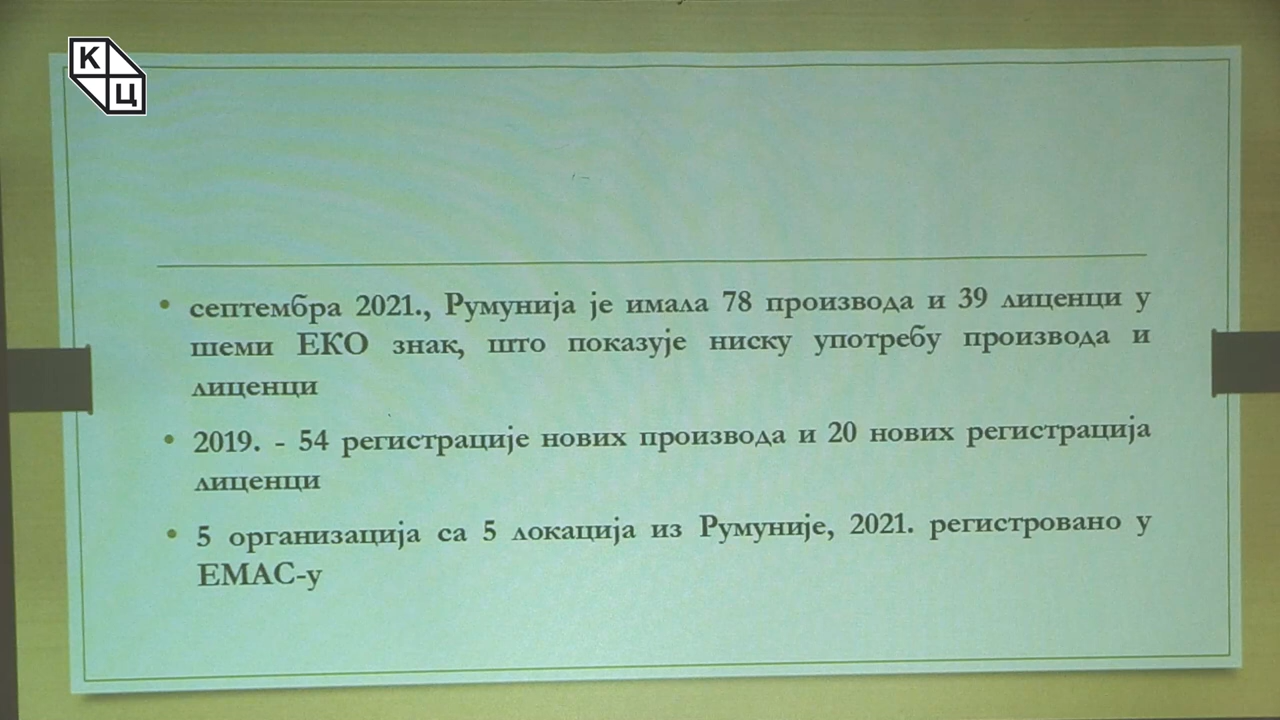 К
Ц
• септембра 2021., Румунија је имала 78 производа и 39 лиценци у
шеми ЕКО знак, што показује ниску употребу производа и
лиценци
• 2019. - 54 регистрације нових производа и 20 нових регистрација
лиценци
• 5 организација са 5 локација из Румуније, 2021. регистровано у
ЕМАС-у